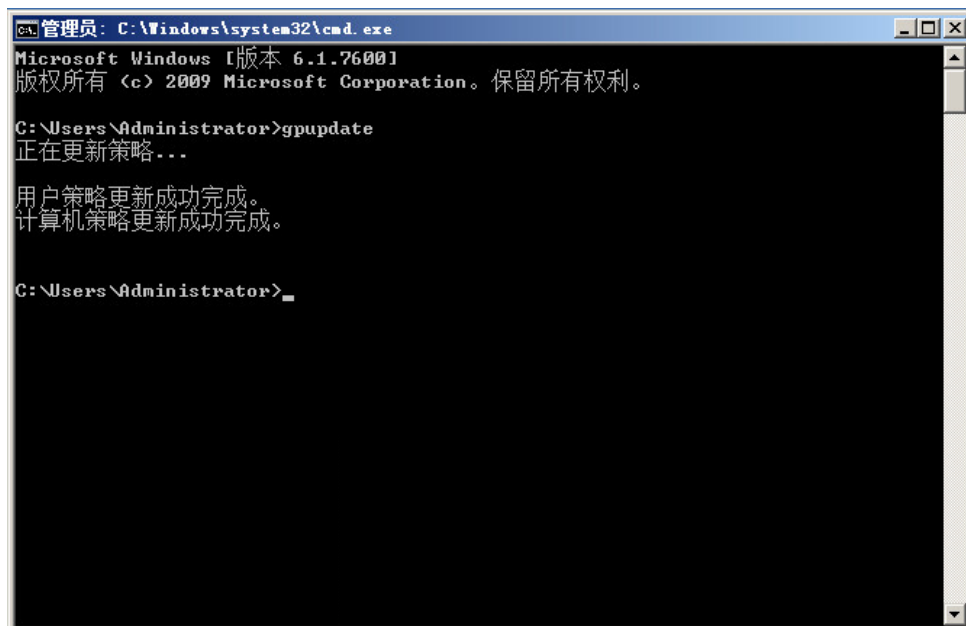 管理员: C:\Windows\system32\cmd.exe
Microsoft Windows [版本 6.1.7600]
版权所有 (c) 2009 Microsoft Corporation。保留所有权利。
C:\Users\Administrator>gpupdate
正在更新策略...
用户策略更新成功完成。
计算机策略更新成功完成。
C:\Users\Administrator>_